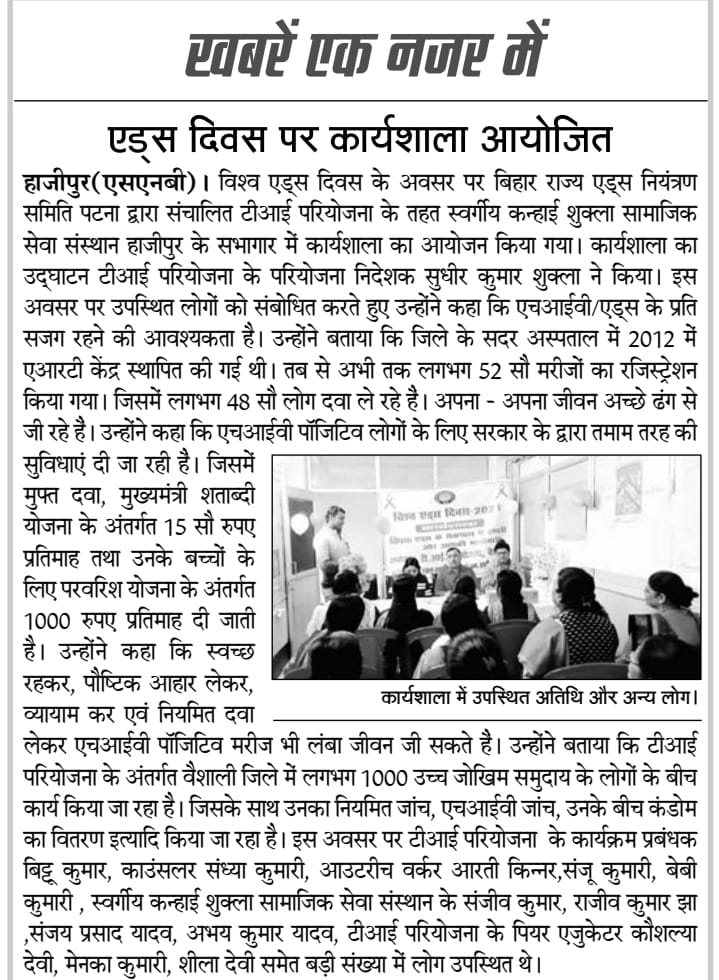 खबरें एक नजर में
एड्स दिवस पर कार्यशाला आयोजित
हाजीपुर(एसएनबी)। विश्व एड्स दिवस के अवसर पर बिहार राज्य एड्स नियंत्रण
समिति पटना द्वारा संचालित टीआई परियोजना के तहत स्वर्गीय कन्हाई शुक्ला सामाजिक
सेवा संस्थान हाजीपुर के सभागार में कार्यशाला का आयोजन किया गया। कार्यशाला का
उद्घाटन टीआई परियोजना के परियोजना निदेशक सुधीर कुमार शुक्ला ने किया। इस
अवसर पर उपस्थित लोगों को संबोधित करते हुए उन्होंने कहा कि एचआईवी/एड्स के प्रति
सजग रहने की आवश्यकता है। उन्होंने बताया कि जिले के सदर अस्पताल में 2012 में
एआरटी केंद्र स्थापित की गई थी। तब से अभी तक लगभग 52 सौ मरीजों का रजिस्ट्रेशन
किया गया। जिसमें लगभग 48 सौ लोग दवा ले रहे है। अपना - अपना जीवन अच्छे ढंग से
जी रहे है। उन्होंने कहा कि एचआईवी पॉजिटिव लोगों के लिए सरकार के द्वारा तमाम तरह की
सुविधाएं दी जा रही है। जिसमें
मुफ्त दवा, मुख्यमंत्री शताब्दी
योजना के अंतर्गत 15 सौ रुपए
प्रतिमाह तथा उनके बच्चों के
लिए परवरिश योजना के अंतर्गत
1000 रुपए प्रतिमाह दी जाती
है। उन्होंने कहा कि स्वच्छ
रहकर, पौष्टिक आहार लेकर,
व्यायाम कर एवं नियमित दवा
विश्व एड्स दिवस-202
कार्यशाला
कार्यशाला में उपस्थित अतिथि और अन्य लोग।
लेकर एचआईवी पॉजिटिव मरीज भी लंबा जीवन जी सकते है। उन्होंने बताया कि टीआई
परियोजना के अंतर्गत वैशाली जिले में लगभग 1000 उच्च जोखिम समुदाय के लोगों के बीच
कार्य किया जा रहा है। जिसके साथ उनका नियमित जांच, एचआईवी जांच, उनके बीच कंडोम
का वितरण इत्यादि किया जा रहा है। इस अवसर पर टीआई परियोजना के कार्यक्रम प्रबंधक
बिट्टू कुमार, काउंसलर संध्या कुमारी, आउटरीच वर्कर आरती किन्नर,संजू कुमारी, बेबी
कुमारी , स्वर्गीय कन्हाई शुक्ला सामाजिक सेवा संस्थान के संजीव कुमार, राजीव कुमार झा
,संजय प्रसाद यादव, अभय कुमार यादव, टीआई परियोजना के पियर एजुकेटर कौशल्या
देवी, मेनका कुमारी, शीला देवी समेत बड़ी संख्या में लोग उपस्थित थे।